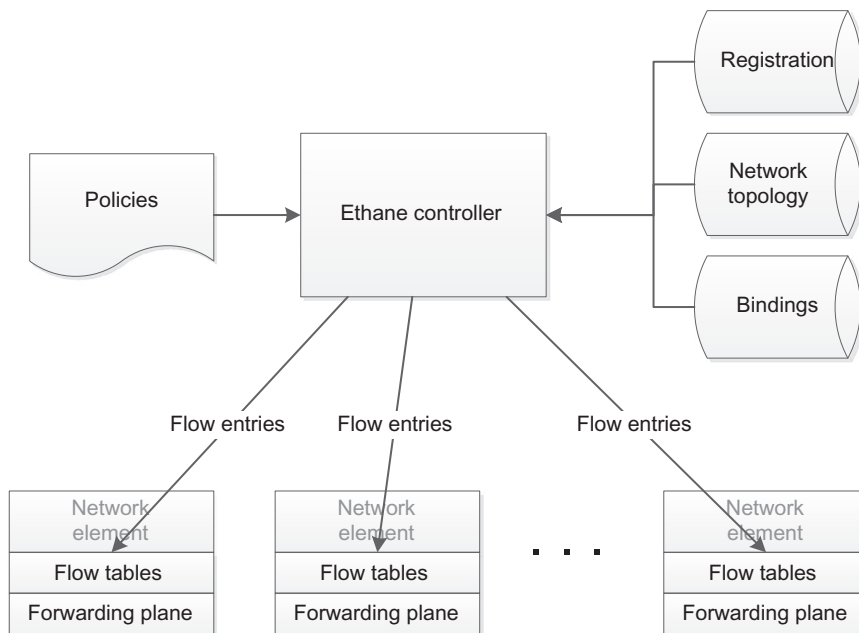 Registration
Policies
Ethane controller
Network
topology
Bindings
Flow entries
Flow entries
Flow entries
Network
element
Flow tables
Forwarding plane
Network
element
Flow tables
Forwarding plane
. . .
Network
element
Flow tables
Forwarding plane